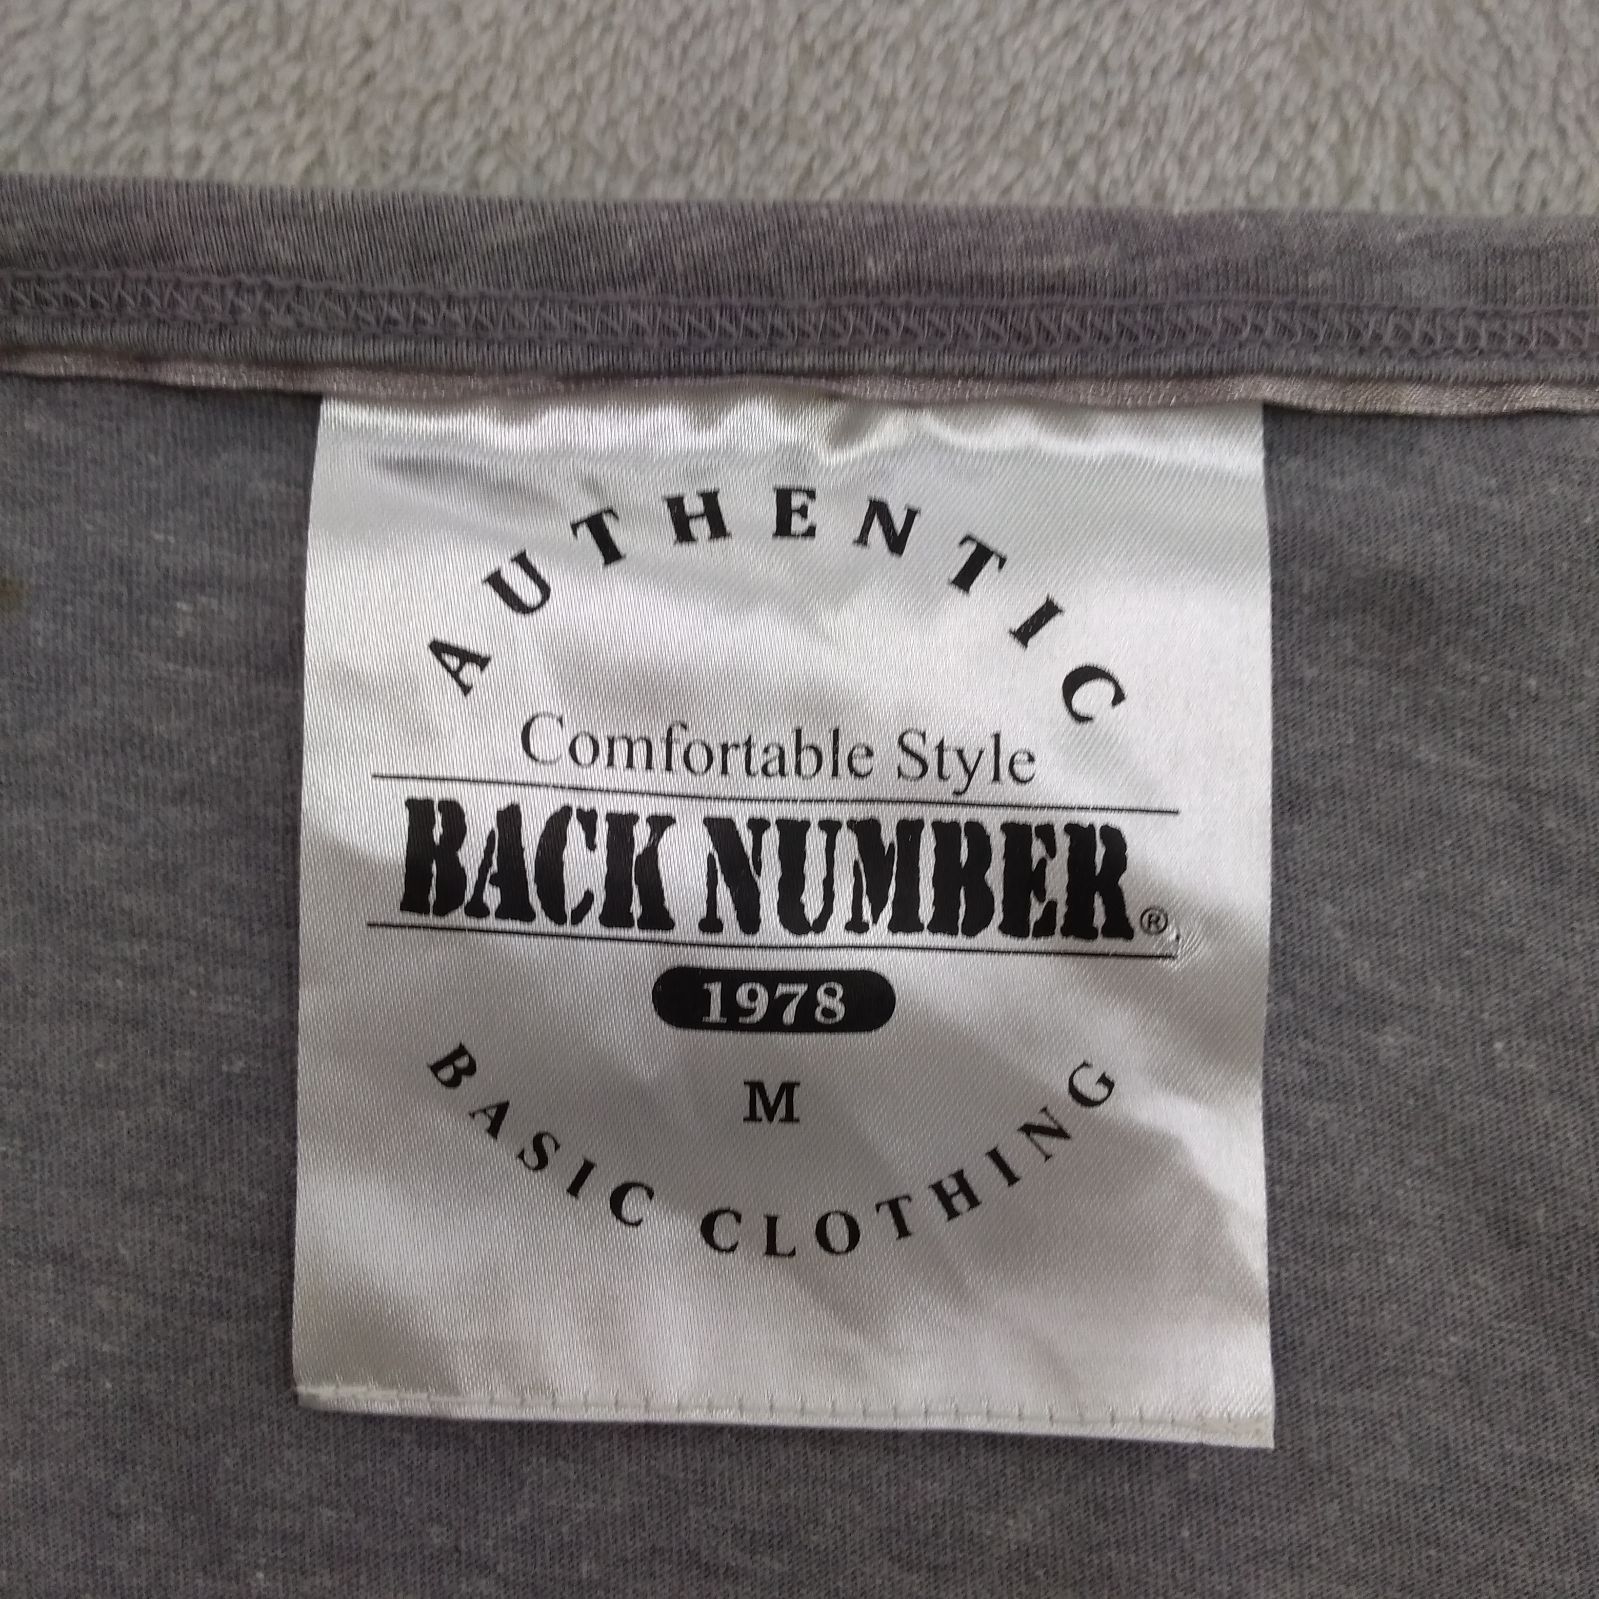 AUTHENTIC
Comfortable Style
BACK NUMBER®
1978
M
BASIC CLOTHING